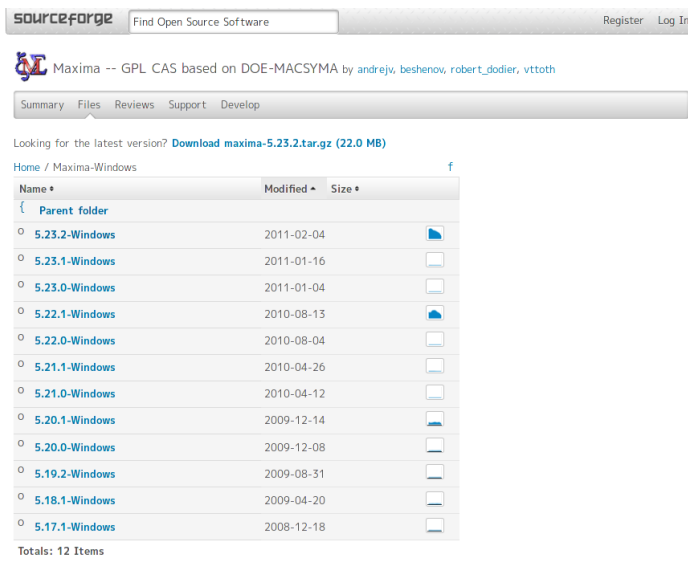 sourceforge Find Open Source Software Register Log In
Maxima -- GPL CAS based on DOE-MACSYMA by andrejv, beshenov, robert_dodier, vttoth
Summary Files Reviews Support Develop
Looking for the latest version? Download maxima-5.23.2.tar.gz (22.0 MB)
Home / Maxima-Windows f
Name Modified Size
{ Parent folder
O 5.23.2-Windows 2011-02-04
O 5.23.1-Windows 2011-01-16
O 5.23.0-Windows 2011-01-04
O 5.22.1-Windows 2010-08-13
O 5.22.0-Windows 2010-08-04
O 5.21.1-Windows 2010-04-26
O 5.21.0-Windows 2010-04-12
O 5.20.1-Windows 2009-12-14
O 5.20.0-Windows 2009-12-08
O 5.19.2-Windows 2009-08-31
O 5.18.1-Windows 2009-04-20
O 5.17.1-Windows 2008-12-18
Totals: 12 Items